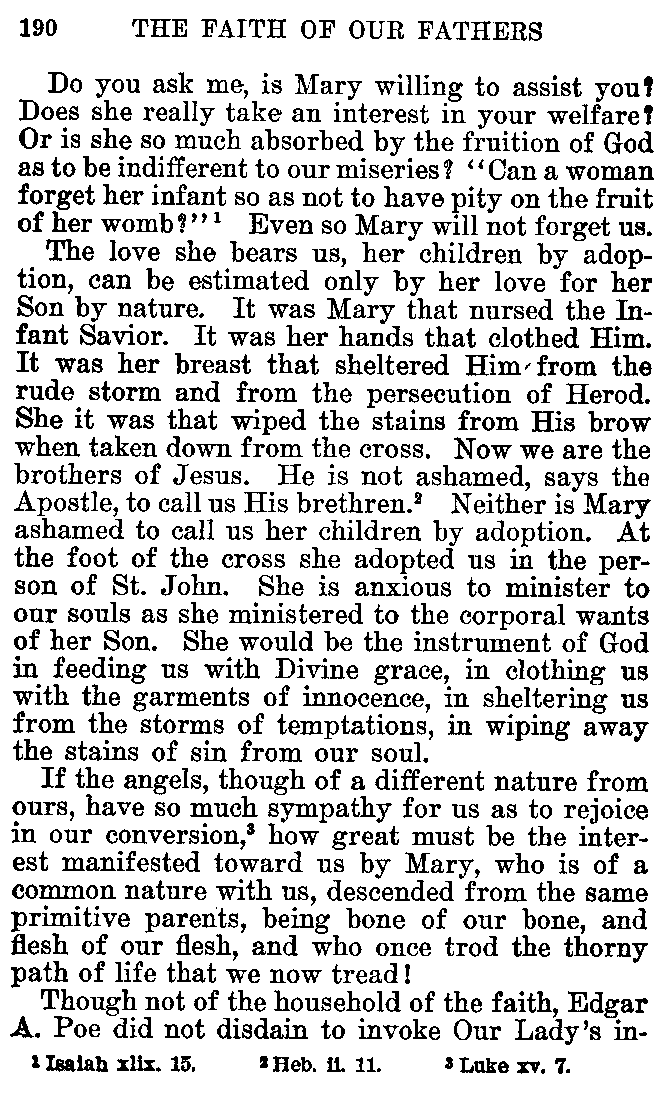 190 THE FAITH OF OUR FATHERS
Do you ask me, is Mary willing to assist you?
Does she really take an interest in your welfare?
Or is she so much absorbed by the fruition of God
as to be indifferent to our miseries? “Can a woman
forget her infant so as not to have pity on the fruit
of her womb?”¹ Even so Mary will not forget us.
The love she bears us, her children by adop-
tion, can be estimated only by her love for her
Son by nature. It was Mary that nursed the In-
fant Savior. It was her hands that clothed Him.
It was her breast that sheltered Him from the
rude storm and from the persecution of Herod.
She it was that wiped the stains from His brow
when taken down from the cross. Now we are the
brothers of Jesus. He is not ashamed, says the
Apostle, to call us His brethren.² Neither is Mary
ashamed to call us her children by adoption. At
the foot of the cross she adopted us in the per-
son of St. John. She is anxious to minister to
our souls as she ministered to the corporal wants
of her Son. She would be the instrument of God
in feeding us with Divine grace, in clothing us
with the garments of innocence, in sheltering us
from the storms of temptations, in wiping away
the stains of sin from our soul.
If the angels, though of a different nature from
ours, have so much sympathy for us as to rejoice
in our conversion,³ how great must be the inter-
est manifested toward us by Mary, who is of a
common nature with us, descended from the same
primitive parents, being bone of our bone, and
flesh of our flesh, and who once trod the thorny
path of life that we now tread!
Though not of the household of the faith, Edgar
A. Poe did not disdain to invoke Our Lady's in-
¹ Isaiah xlix. 15. ² Heb. ii. 11. ³ Luke xv. 7.